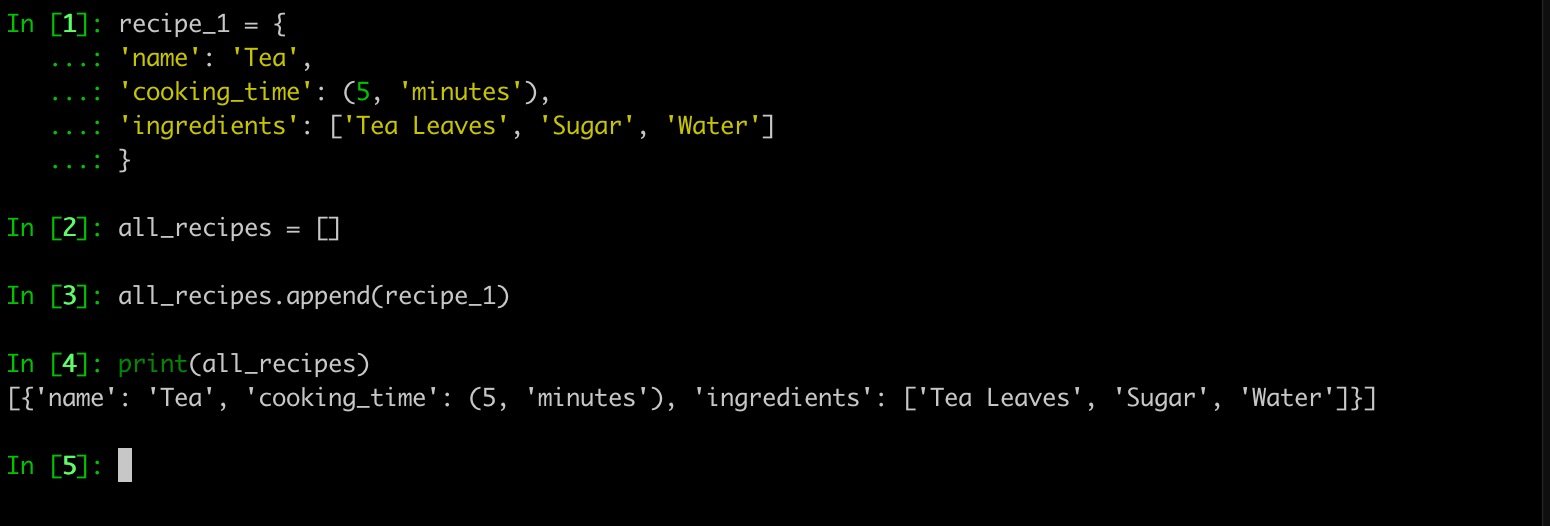 In [1]: recipe_1 = {
   ...: 'name': 'Tea',
   ...: 'cooking_time': (5, 'minutes'),
   ...: 'ingredients': ['Tea Leaves', 'Sugar', 'Water']
   ...: }
In [2]: all_recipes = []
In [3]: all_recipes.append(recipe_1)
In [4]: print(all_recipes)
[{'name': 'Tea', 'cooking_time': (5, 'minutes'), 'ingredients': ['Tea Leaves', 'Sugar', 'Water']}]
In [5]: